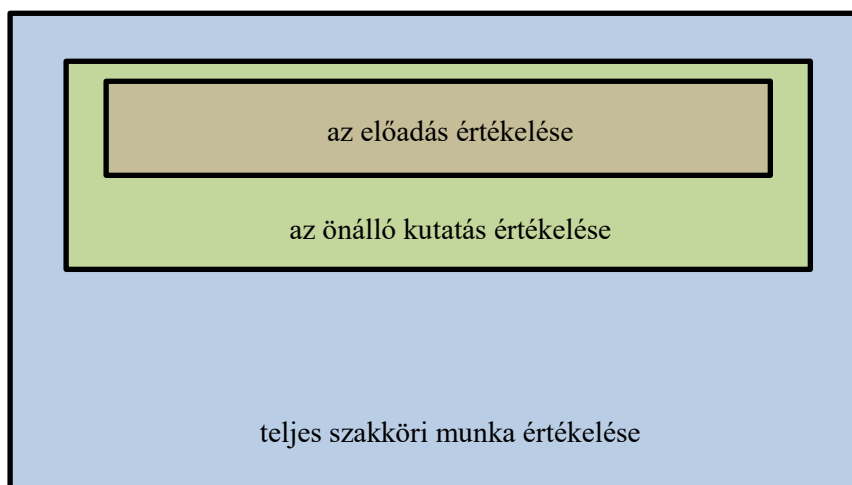 az előadás értékelése
az önálló kutatás értékelése
teljes szakköri munka értékelése